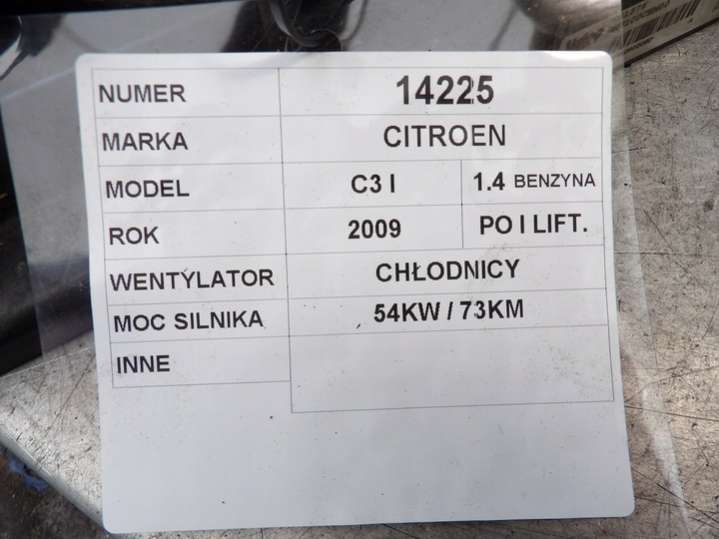 NUMER 14225
MARKA CITROEN
MODEL C3 I 1.4 BENZYNA
ROK 2009 PO I LIFT.
WENTYLATOR CHŁODNICY
MOC SILNIKA 54KW / 73KM
INNE